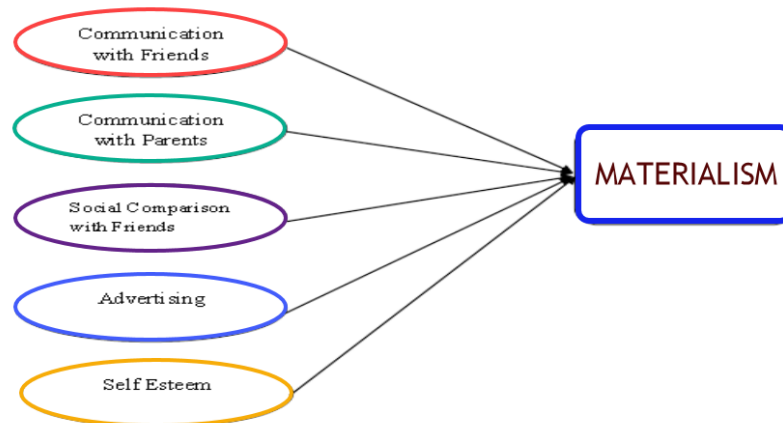 Communication
with Friends
Communication
with Parents
Social Comparison
with Friends
Advertising
Self Esteem
MATERIALISM